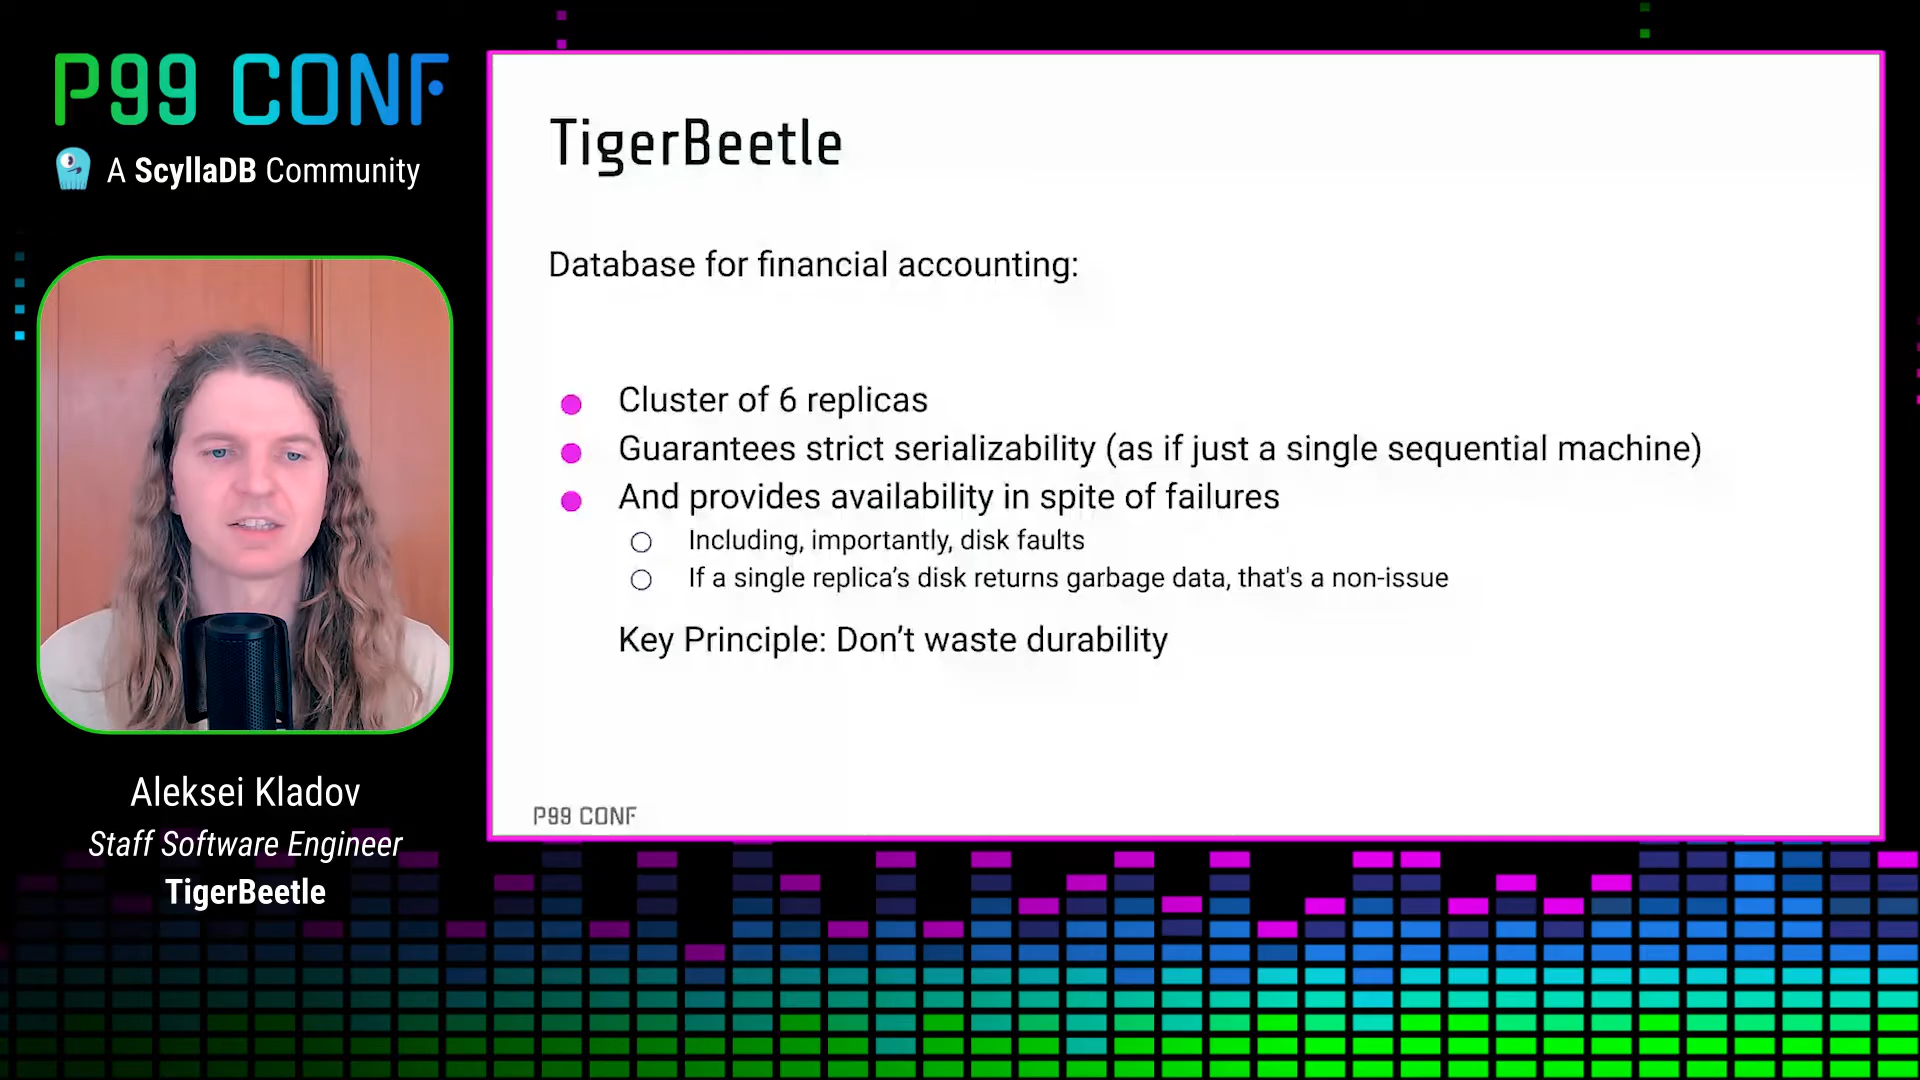 P99 CONF
A ScyllaDB Community
Aleksei Kladov
Staff Software Engineer
TigerBeetle
TigerBeetle
Database for financial accounting:
Cluster of 6 replicas
Guarantees strict serializability (as if just a single sequential machine)
And provides availability in spite of failures
Including, importantly, disk faults
If a single replica’s disk returns garbage data, that's a non-issue
Key Principle: Don’t waste durability
P99 CONF